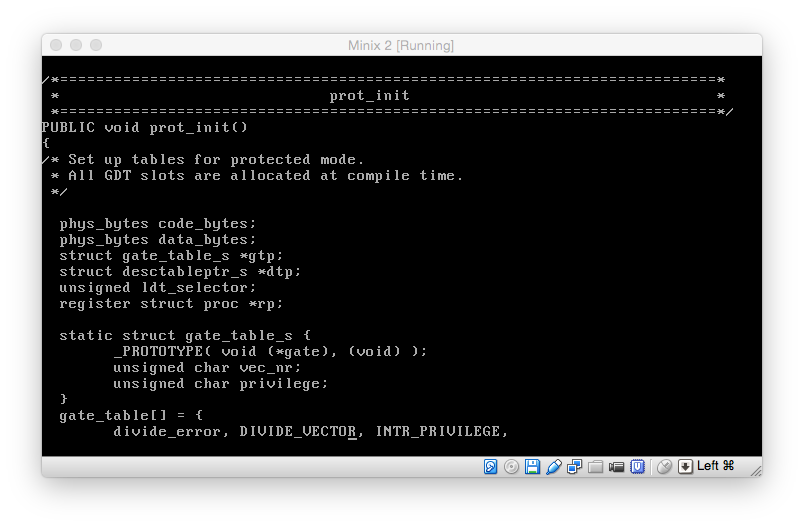 Minix 2 [Running]
/*=========================================================================*
 *                              prot_init                                  *
 *=========================================================================*/
PUBLIC void prot_init()
{
/* Set up tables for protected mode.
 * All GDT slots are allocated at compile time.
 */
  phys_bytes code_bytes;
  phys_bytes data_bytes;
  struct gate_table_s *gtp;
  struct desctableptr_s *dtp;
  unsigned ldt_selector;
  register struct proc *rp;
  static struct gate_table_s {
        _PROTOTYPE( void (*gate), (void) );
        unsigned char vec_nr;
        unsigned char privilege;
  }
  gate_table[] = {
        divide_error, DIVIDE_VECTOR, INTR_PRIVILEGE,
Left ⌘